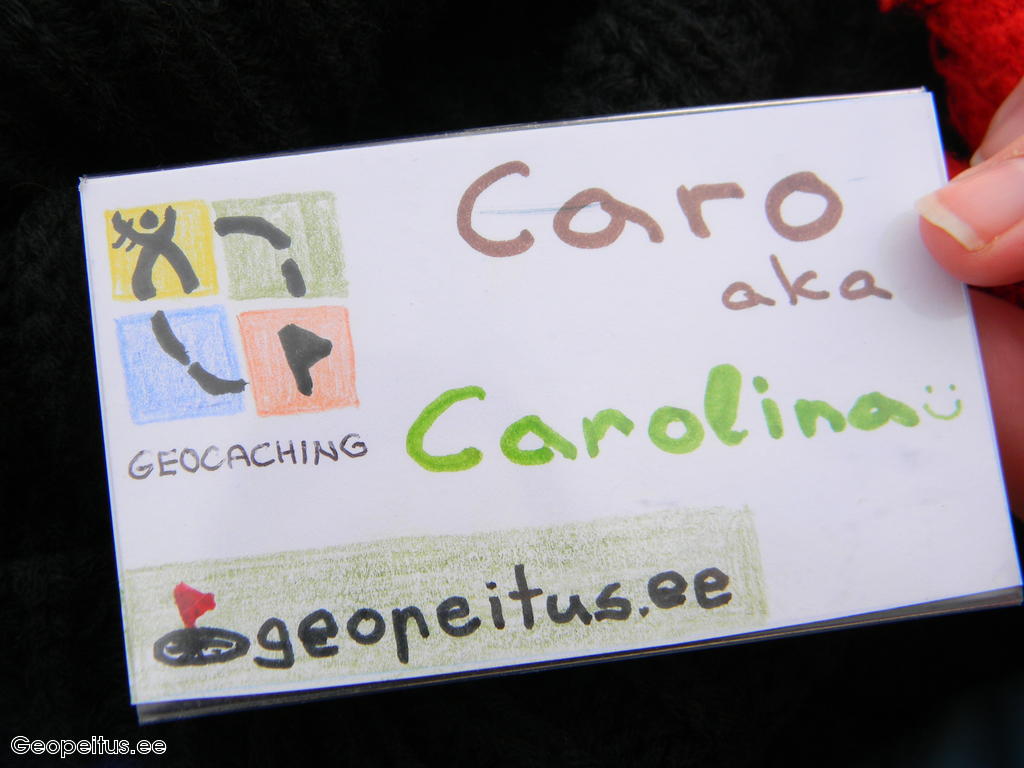 Caro
aka
Carolina
GEOCACHING
geopeitus.ee
Geopeitus.ee